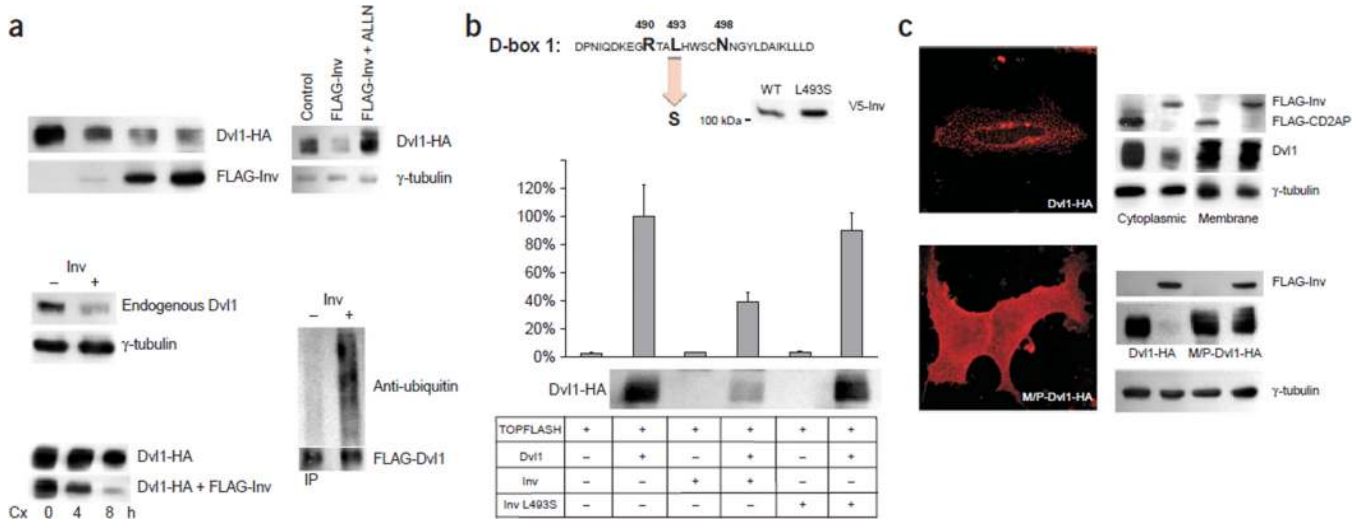 a
Dvl1-HA
FLAG-Inv
Control
FLAG-Inv
FLAG-Inv + ALLN
Dvl1-HA
γ-tubulin
Inv
– +
Endogenous Dvl1
γ-tubulin
Inv
– +
Anti-ubiquitin
FLAG-Dvl1
IP
Dvl1-HA
Dvl1-HA + FLAG-Inv
Cx 0 4 8 h
b
490 493 498
D-box 1: DPNIQDKEGRTALHWSCNNGYLDAIKLLLD
S
WT L493S
V5-Inv
100 kDa
120%
100%
80%
60%
40%
20%
0%
Dvl1-HA
TOPFLASH + + + + + +
Dvl1 – + – + – +
Inv – – + + – –
Inv L493S – – – – + +
c
Dvl1-HA
FLAG-Inv
FLAG-CD2AP
Dvl1
γ-tubulin
Cytoplasmic Membrane
M/P-Dvl1-HA
FLAG-Inv
Dvl1-HA M/P-Dvl1-HA
γ-tubulin